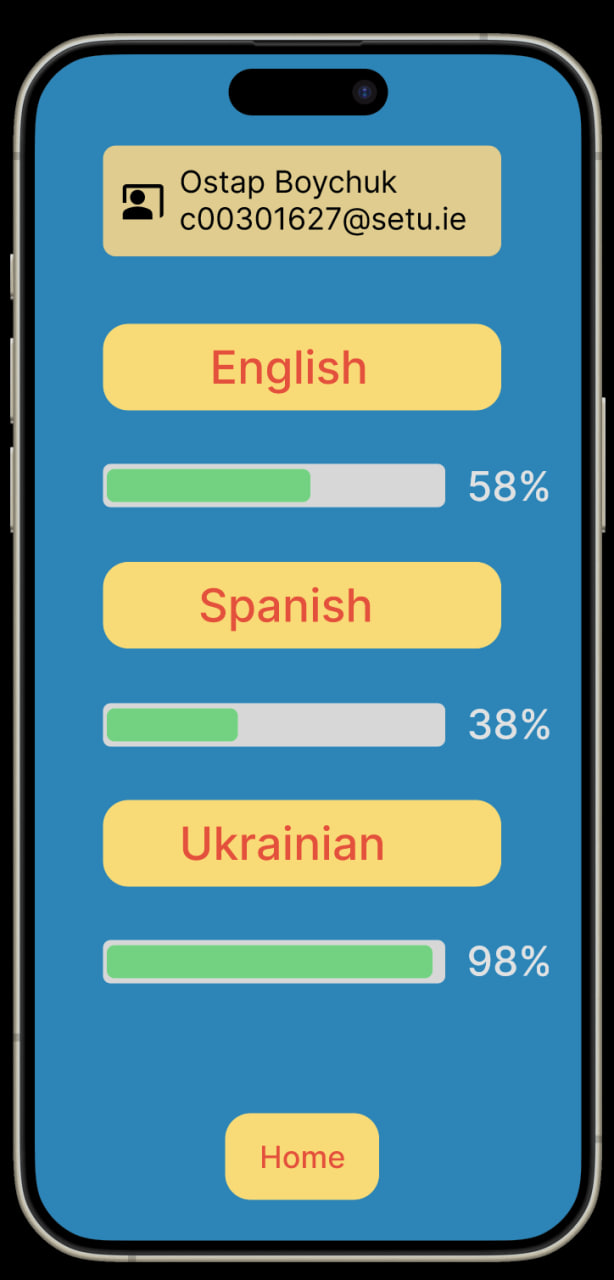 Ostap Boychuk
c00301627@setu.ie
English
58%
Spanish
38%
Ukrainian
98%
Home